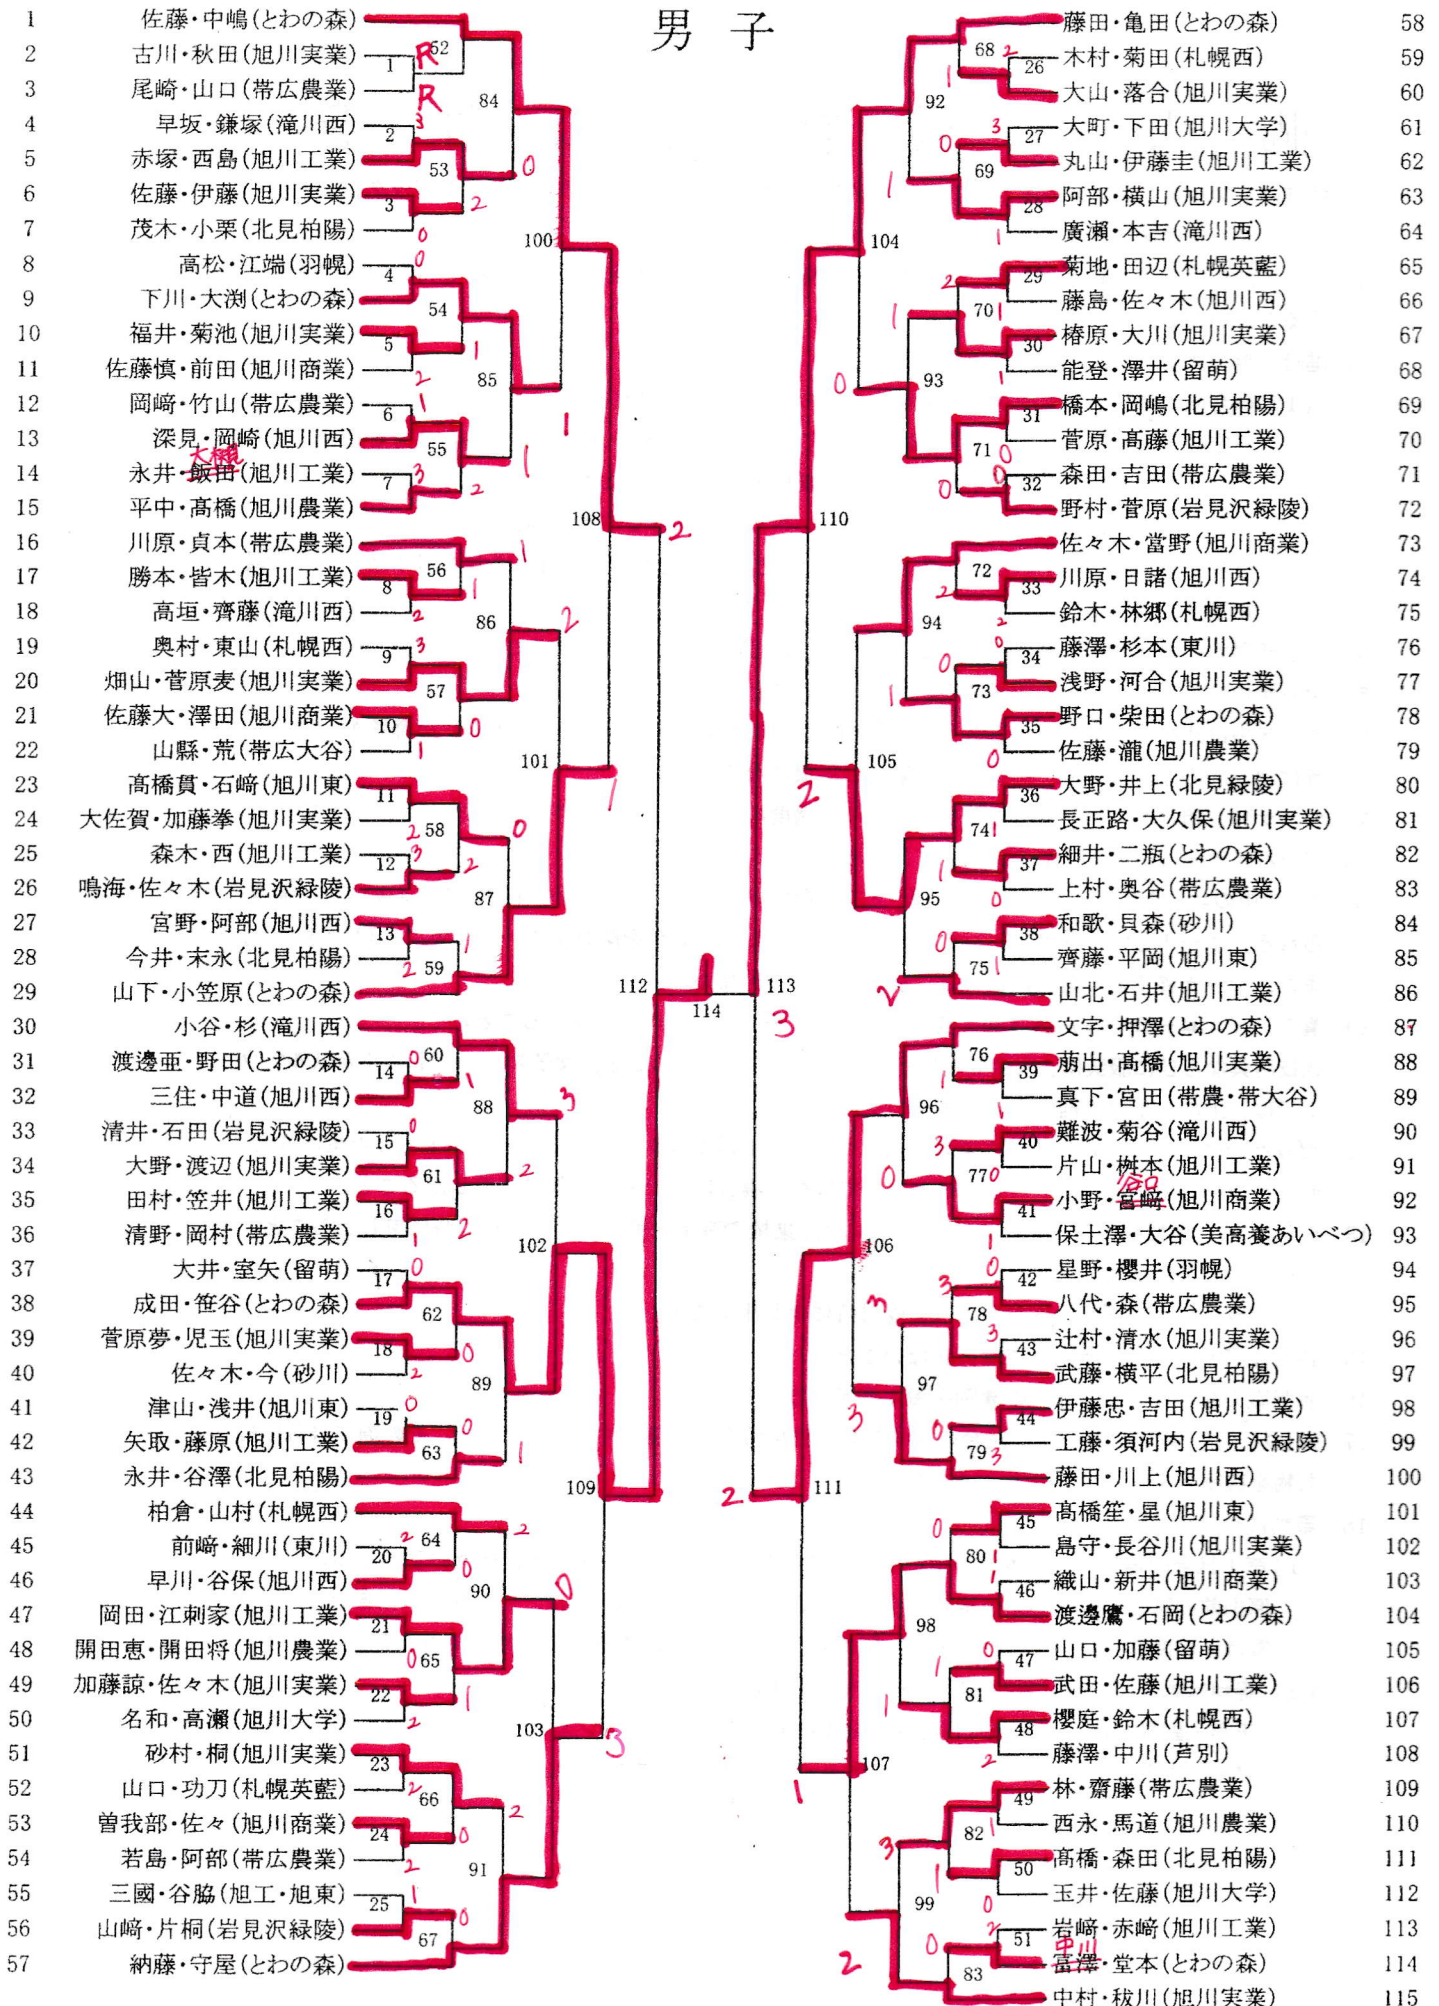 男子
1 佐藤・中嶋(とわの森)
2 古川・秋田(旭川実業)
3 尾崎・山口(帯広農業)
4 早坂・鎌塚(滝川西)
5 赤塚・西島(旭川工業)
6 佐藤・伊藤(旭川実業)
7 茂木・小栗(北見柏陽)
8 高松・江端(羽幌)
9 下川・大渕(とわの森)
10 福井・菊池(旭川実業)
11 佐藤慎・前田(旭川商業)
12 岡﨑・竹山(帯広農業)
13 深見・岡崎(旭川西)
大槻
14 永井・飯田(旭川工業)
15 平中・髙橋(旭川農業)
16 川原・貞本(帯広農業)
17 勝本・皆木(旭川工業)
18 高垣・齊藤(滝川西)
19 奥村・東山(札幌西)
20 畑山・菅原麦(旭川実業)
21 佐藤大・澤田(旭川商業)
22 山縣・荒(帯広大谷)
23 髙橋貫・石﨑(旭川東)
24 大佐賀・加藤拳(旭川実業)
25 森木・西(旭川工業)
26 鳴海・佐々木(岩見沢緑陵)
27 宮野・阿部(旭川西)
28 今井・末永(北見柏陽)
29 山下・小笠原(とわの森)
30 小谷・杉(滝川西)
31 渡邊亜・野田(とわの森)
32 三住・中道(旭川西)
33 清井・石田(岩見沢緑陵)
34 大野・渡辺(旭川実業)
35 田村・笠井(旭川工業)
36 清野・岡村(帯広農業)
37 大井・室矢(留萌)
38 成田・笹谷(とわの森)
39 菅原夢・児玉(旭川実業)
40 佐々木・今(砂川)
41 津山・浅井(旭川東)
42 矢取・藤原(旭川工業)
43 永井・谷澤(北見柏陽)
44 柏倉・山村(札幌西)
45 前﨑・細川(東川)
46 早川・谷保(旭川西)
47 岡田・江刺家(旭川工業)
48 開田恵・開田将(旭川農業)
49 加藤諒・佐々木(旭川実業)
50 名和・高瀬(旭川大学)
51 砂村・桐(旭川実業)
52 山口・功刀(札幌英藍)
53 曽我部・佐々(旭川商業)
54 若島・阿部(帯広農業)
55 三國・谷脇(旭工・旭東)
56 山﨑・片桐(岩見沢緑陵)
57 納藤・守屋(とわの森)
藤田・亀田(とわの森) 58
木村・菊田(札幌西) 59
大山・落合(旭川実業) 60
大町・下田(旭川大学) 61
丸山・伊藤圭(旭川工業) 62
阿部・横山(旭川実業) 63
廣瀬・本吉(滝川西) 64
菊地・田辺(札幌英藍) 65
藤島・佐々木(旭川西) 66
椿原・大川(旭川実業) 67
能登・澤井(留萌) 68
橋本・岡嶋(北見柏陽) 69
菅原・髙藤(旭川工業) 70
森田・吉田(帯広農業) 71
野村・菅原(岩見沢緑陵) 72
佐々木・當野(旭川商業) 73
川原・日諸(旭川西) 74
鈴木・林郷(札幌西) 75
藤澤・杉本(東川) 76
浅野・河合(旭川実業) 77
野口・柴田(とわの森) 78
佐藤・瀧(旭川農業) 79
大野・井上(北見緑陵) 80
長正路・大久保(旭川実業) 81
細井・二瓶(とわの森) 82
上村・奥谷(帯広農業) 83
和歌・貝森(砂川) 84
齊藤・平岡(旭川東) 85
山北・石井(旭川工業) 86
文字・押澤(とわの森) 87
萠出・髙橋(旭川実業) 88
真下・宮田(帯農・帯大谷) 89
難波・菊谷(滝川西) 90
片山・桝本(旭川工業) 91
谷口
小野・宮﨑(旭川商業) 92
保土澤・大谷(美高養あいべつ) 93
星野・櫻井(羽幌) 94
八代・森(帯広農業) 95
辻村・清水(旭川実業) 96
武藤・横平(北見柏陽) 97
伊藤忠・吉田(旭川工業) 98
工藤・須河内(岩見沢緑陵) 99
藤田・川上(旭川西) 100
髙橋笙・星(旭川東) 101
島守・長谷川(旭川実業) 102
織山・新井(旭川商業) 103
渡邊鷹・石岡(とわの森) 104
山口・加藤(留萌) 105
武田・佐藤(旭川工業) 106
櫻庭・鈴木(札幌西) 107
藤澤・中川(芦別) 108
林・齋藤(帯広農業) 109
西永・馬道(旭川農業) 110
髙橋・森田(北見柏陽) 111
玉井・佐藤(旭川大学) 112
岩﨑・赤﨑(旭川工業) 113
中川
富澤・堂本(とわの森) 114
中村・秡川(旭川実業) 115